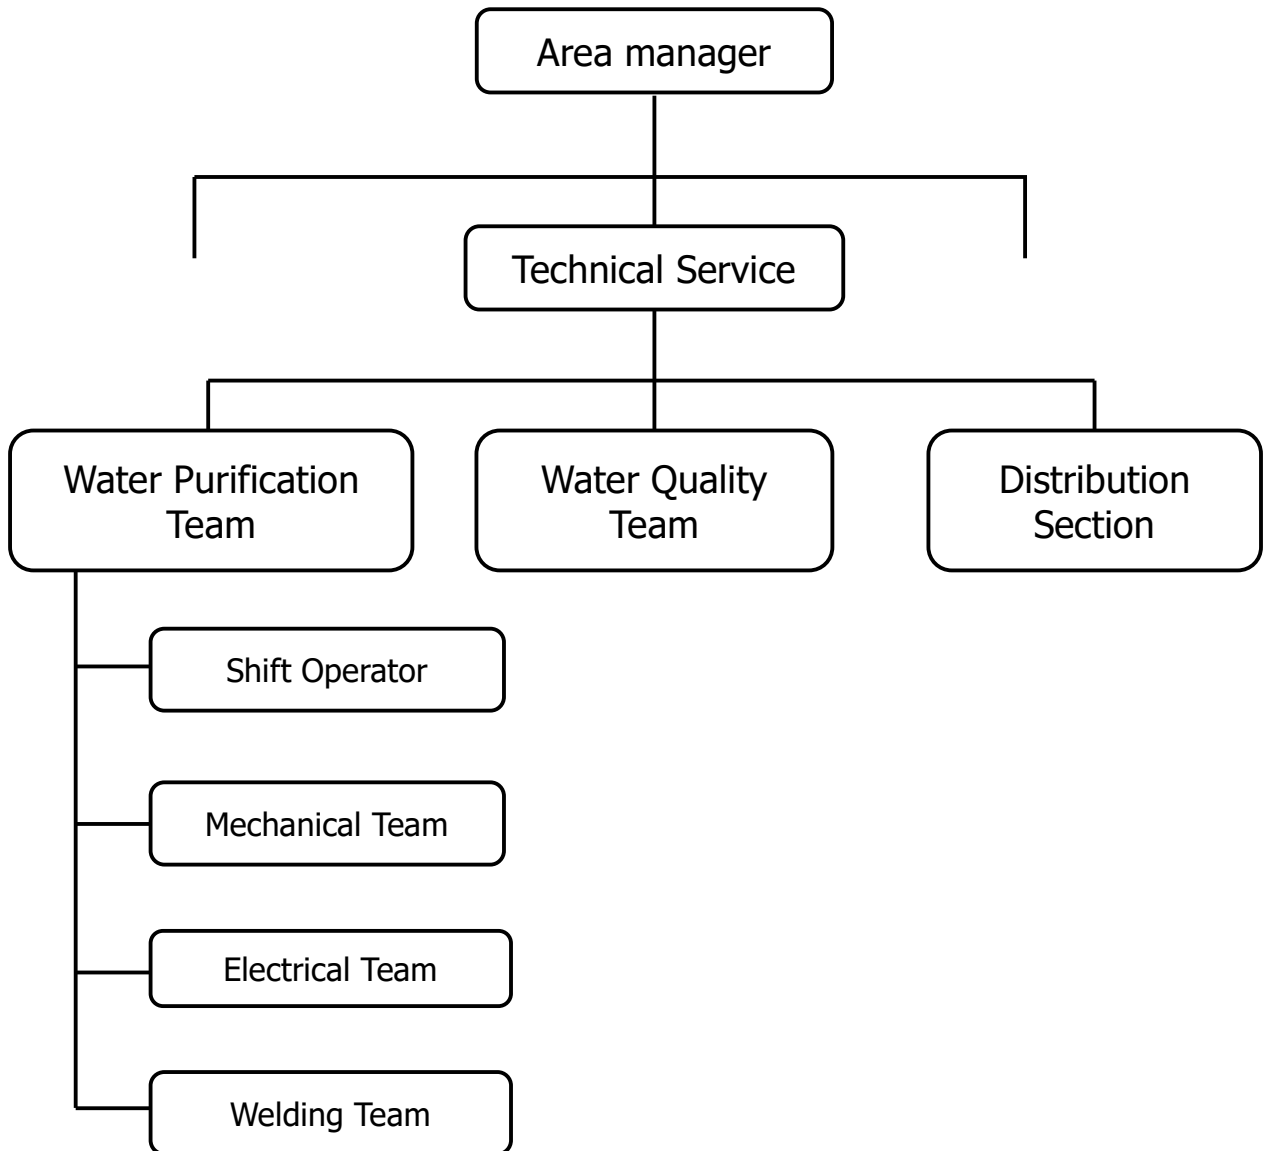 Area manager
Technical Service
Water Purification
Team
Water Quality
Team
Distribution
Section
Shift Operator
Mechanical Team
Electrical Team
Welding Team